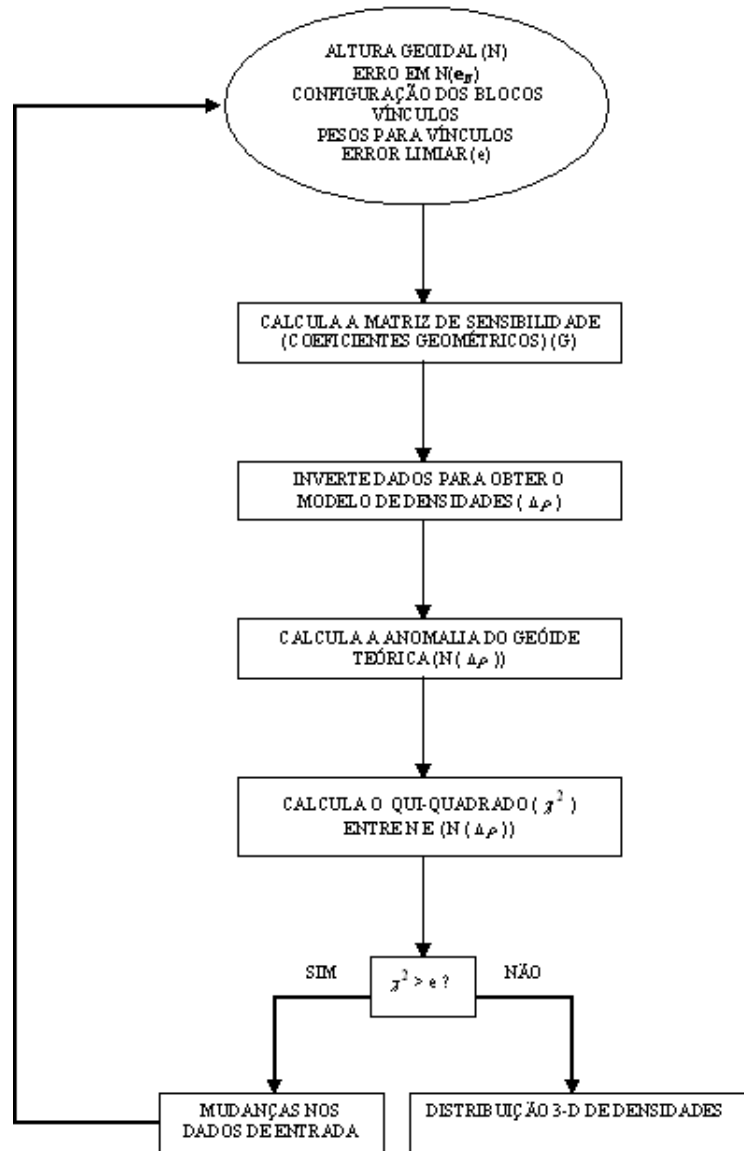 ALTURA GEOIDAL (N)
ERRO EM N(eN)
CONFIGURAÇÃO DOS BLOCOS
VÍNCULOS
PESOS PARA VÍNCULOS
ERROR LIMIAR (e)
CALCULA A MATRIZ DE SENSIBILIDADE
(COEFICIENTES GEOMÉTRICOS) (G)
INVERTE DADOS PARA OBTER O
MODELO DE DENSIDADES ( Δρ )
CALCULA A ANOMALIA DO GEÓIDE
TEÓRICA (N ( Δρ ))
CALCULA O QUI-QUADRADO ( χ² )
ENTRE N E (N ( Δρ ))
SIM
χ² > e ?
NÃO
MUDANÇAS NOS
DADOS DE ENTRADA
DISTRIBUIÇÃO 3-D DE DENSIDADES